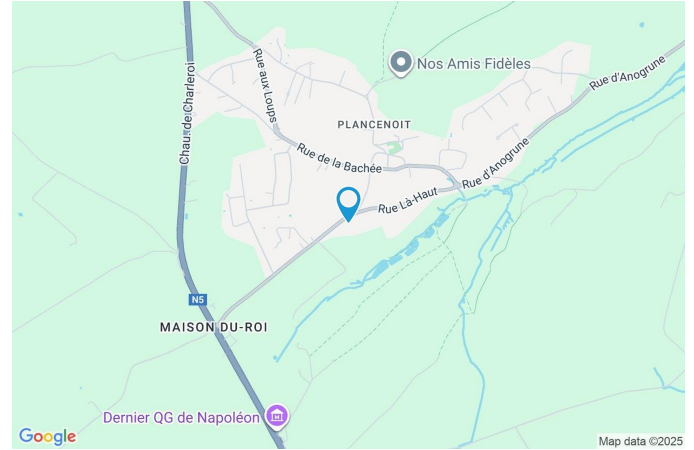 Nos Amis Fidèles
Rue d'Anogrune
Rue aux Loups
Chau. de Charleroi
PLANCENOIT
Rue de la Bachée
Rue d'Anogrune
Rue Là-Haut
N5
MAISON DU-ROI
Dernier QG de Napoléon
Google
Map data ©2025